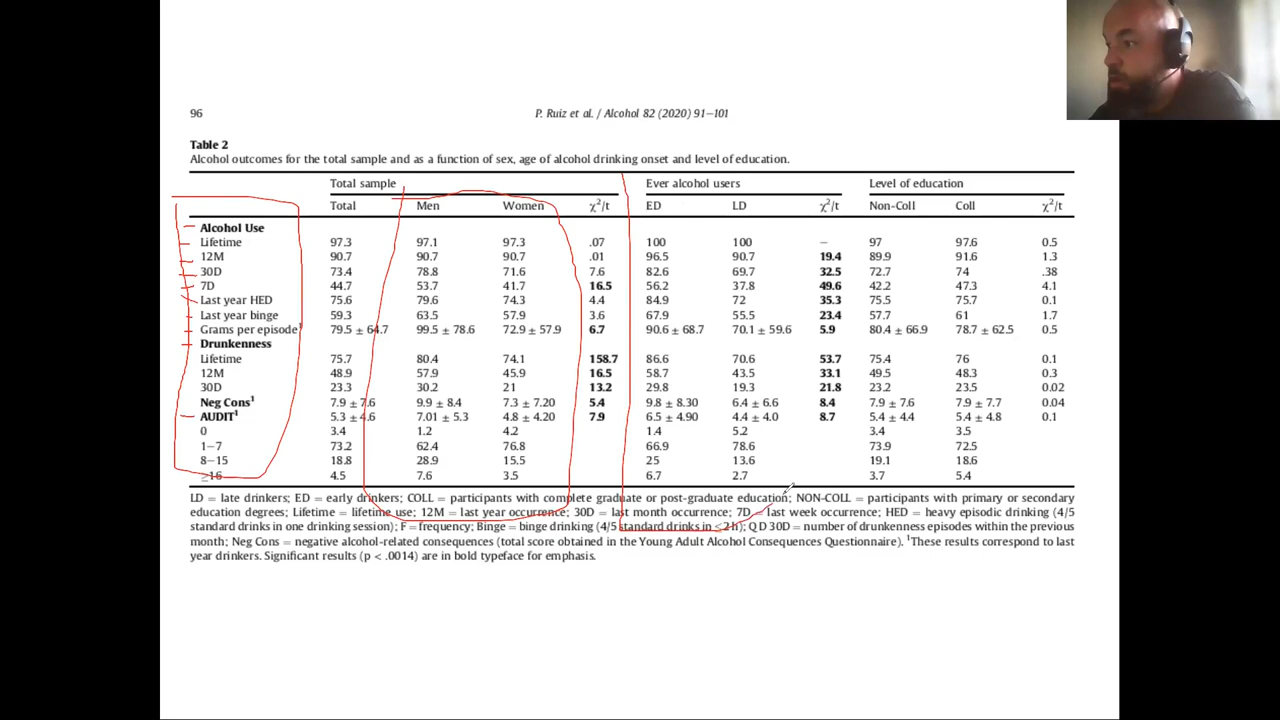 96 P. Ruiz et al. / Alcohol 82 (2020) 91–101
Table 2
Alcohol outcomes for the total sample and as a function of sex, age of alcohol drinking onset and level of education.
Total sample Ever alcohol users Level of education
Total Men Women χ²/t ED LD χ²/t Non-Coll Coll χ²/t
Alcohol Use
Lifetime 97.3 97.1 97.3 .07 100 100 – 97 97.6 0.5
12M 90.7 90.7 90.7 .01 96.5 90.7 19.4 89.9 91.6 1.3
30D 73.4 78.8 71.6 7.6 82.6 69.7 32.5 72.7 74 .38
7D 44.7 53.7 41.7 16.5 56.2 37.8 49.6 42.2 47.3 4.1
Last year HED 75.6 79.6 74.3 4.4 84.9 72 35.3 75.5 75.7 0.1
Last year binge 59.3 63.5 57.9 3.6 67.9 55.5 23.4 57.7 61 1.7
Grams per episode¹ 79.5 ± 64.7 99.5 ± 78.6 72.9 ± 57.9 6.7 90.6 ± 68.7 70.1 ± 59.6 5.9 80.4 ± 66.9 78.7 ± 62.5 0.5
Drunkenness
Lifetime 75.7 80.4 74.1 158.7 86.6 70.6 53.7 75.4 76 0.1
12M 48.9 57.9 45.9 16.5 58.7 43.5 33.1 49.5 48.3 0.3
30D 23.3 30.2 21 13.2 29.8 19.3 21.8 23.2 23.5 0.02
Neg Cons¹ 7.9 ± 7.6 9.9 ± 8.4 7.3 ± 7.20 5.4 9.8 ± 8.30 6.4 ± 6.6 8.4 7.9 ± 7.6 7.9 ± 7.7 0.04
AUDIT¹ 5.3 ± 4.6 7.01 ± 5.3 4.8 ± 4.20 7.9 6.5 ± 4.90 4.4 ± 4.0 8.7 5.4 ± 4.4 5.4 ± 4.8 0.1
0 3.4 1.2 4.2 1.4 5.2 3.4 3.5
1–7 73.2 62.4 76.8 66.9 78.6 73.9 72.5
8–15 18.8 28.9 15.5 25 13.6 19.1 18.6
≥16 4.5 7.6 3.5 6.7 2.7 3.7 5.4
LD = late drinkers; ED = early drinkers; COLL = participants with complete graduate or post-graduate education; NON-COLL = participants with primary or secondary
education degrees; Lifetime = lifetime use; 12M = last year occurrence; 30D = last month occurrence; 7D = last week occurrence; HED = heavy episodic drinking (4/5
standard drinks in one drinking session); F = frequency; Binge = binge drinking (4/5 standard drinks in ≤2 h); QD 30D = number of drunkenness episodes within the previous
month; Neg Cons = negative alcohol-related consequences (total score obtained in the Young Adult Alcohol Consequences Questionnaire). ¹These results correspond to last
year drinkers. Significant results (p < .0014) are in bold typeface for emphasis.